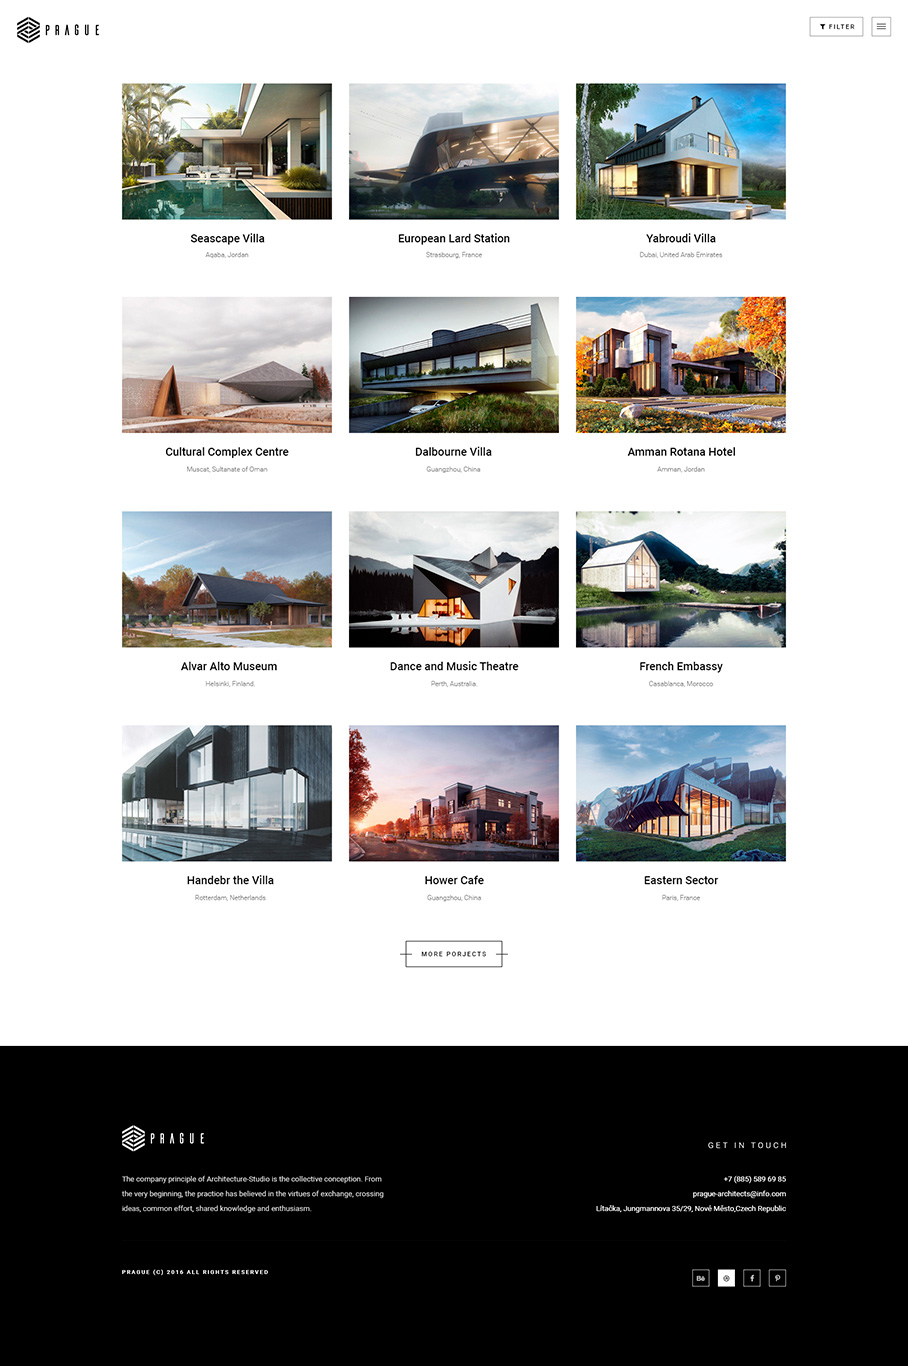 PRAGUE
FILTER
Seascape Villa
Aqaba, Jordan
European Lard Station
Strasbourg, France
Yabroudi Villa
Dubai, United Arab Emirates
Cultural Complex Centre
Muscat, Sultanate of Oman
Dalbourne Villa
Guangzhou, China
Amman Rotana Hotel
Amman, Jordan
Alvar Alto Museum
Helsinki, Finland.
Dance and Music Theatre
Perth, Australia.
French Embassy
Casablanca, Morocco
Handebr the Villa
Rotterdam, Netherlands
Hower Cafe
Guangzhou, China
Eastern Sector
Paris, France
MORE PORJECTS
PRAGUE
The company principle of Architecture-Studio is the collective conception. From
the very beginning, the practice has believed in the virtues of exchange, crossing
ideas, common effort, shared knowledge and enthusiasm.
GET IN TOUCH
+7 (885) 589 69 85
prague-architects@info.com
Lítačka, Jungmannova 35/29, Nové Město,Czech Republic
PRAGUE (C) 2016 ALL RIGHTS RESERVED
Bē